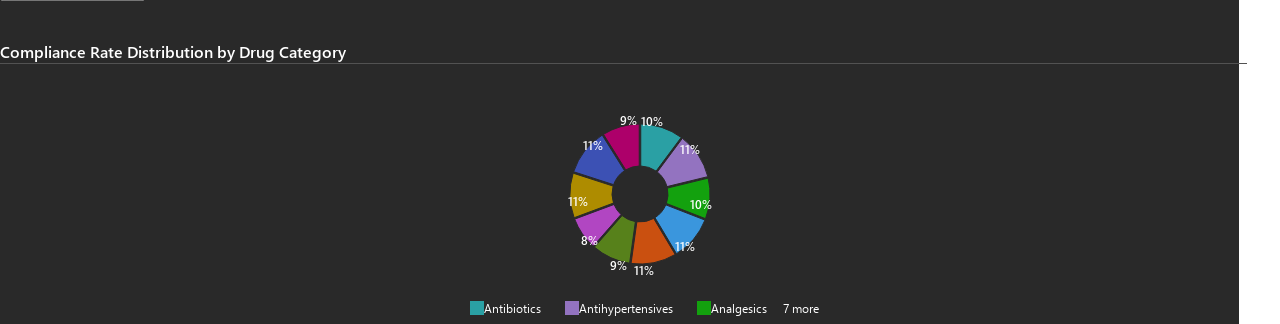 Compliance Rate Distribution by Drug Category
9% 10%
11% 11%
11% 10%
8% 11%
9% 11%
Antibiotics Antihypertensives Analgesics 7 more